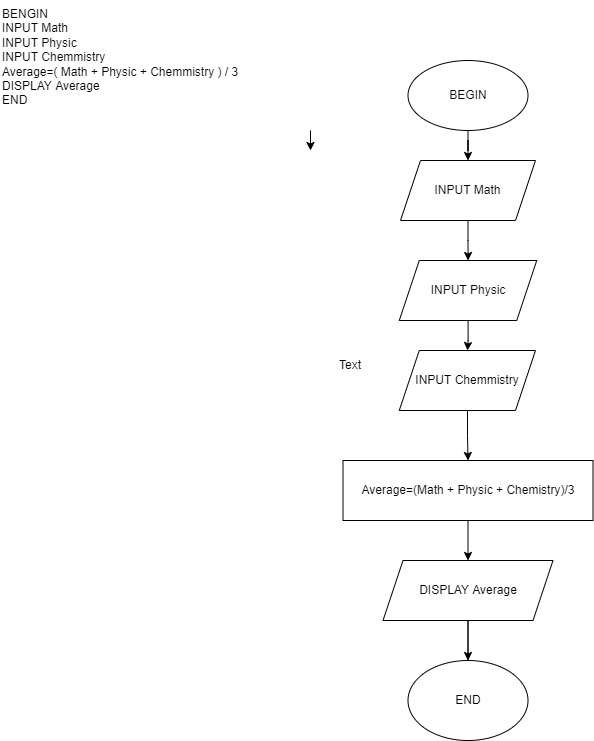 BENGIN
INPUT Math
INPUT Physic
INPUT Chemmistry
Average=( Math + Physic + Chemmistry ) / 3
DISPLAY Average
END
BEGIN
INPUT Math
INPUT Physic
Text
INPUT Chemmistry
Average=(Math + Physic + Chemistry)/3
DISPLAY Average
END